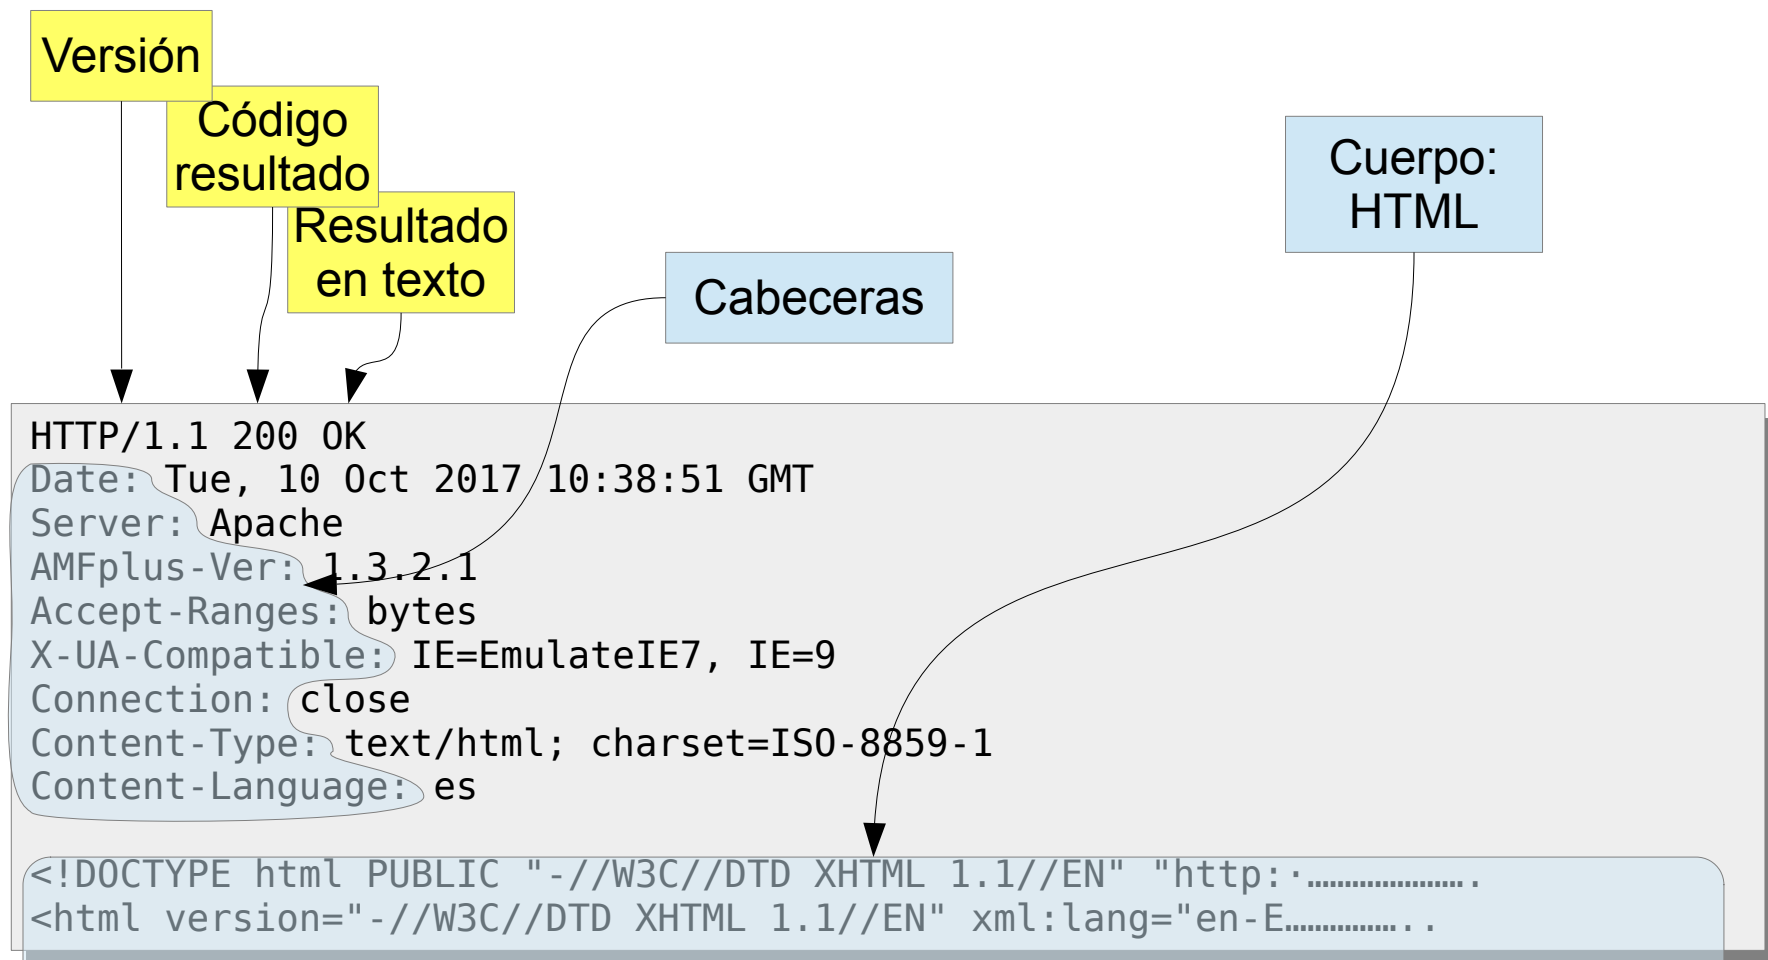 Versión
Código
resultado
Resultado
en texto
Cabeceras
Cuerpo:
HTML
HTTP/1.1 200 OK
Date: Tue, 10 Oct 2017 10:38:51 GMT
Server: Apache
AMFplus-Ver: 1.3.2.1
Accept-Ranges: bytes
X-UA-Compatible: IE=EmulateIE7, IE=9
Connection: close
Content-Type: text/html; charset=ISO-8859-1
Content-Language: es
<!DOCTYPE html PUBLIC "-//W3C//DTD XHTML 1.1//EN" "http:·…………………….
<html version="-//W3C//DTD XHTML 1.1//EN" xml:lang="en-E………………..